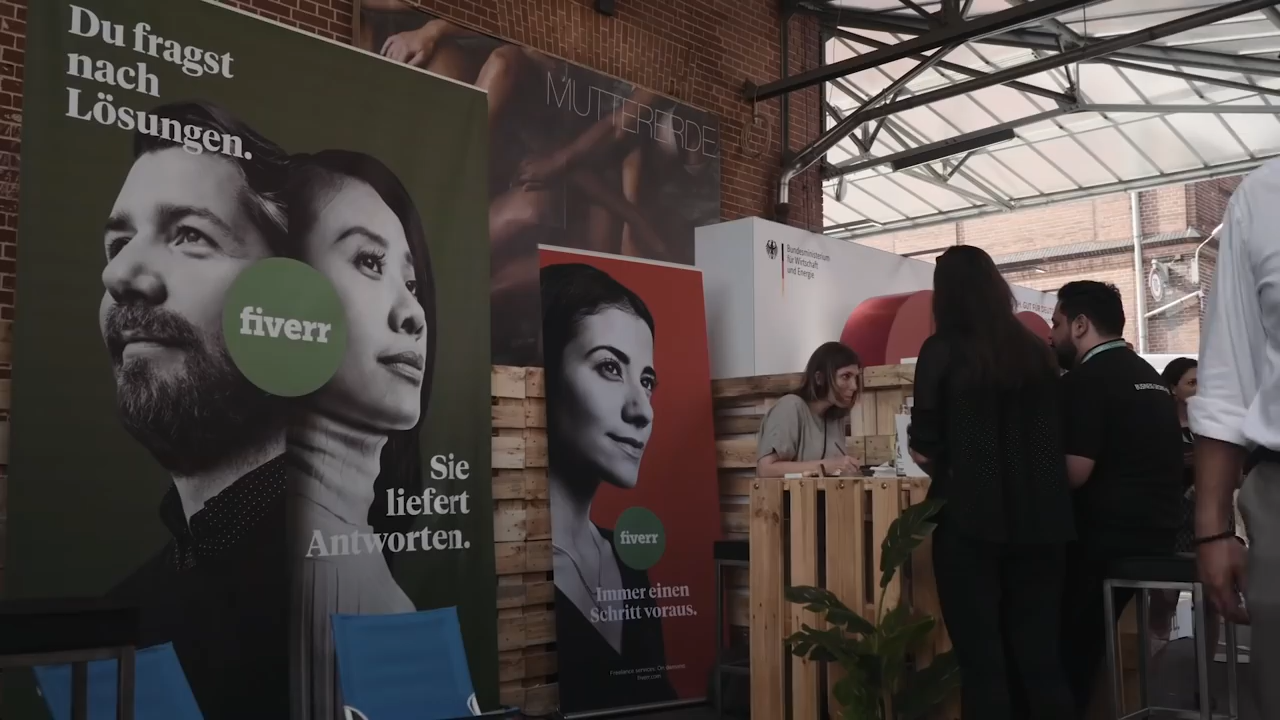 Du fragst
nach
Lösungen.
fiverr
Sie
liefert
Antworten.
MUTTERERDE
fiverr
Immer einen
Schritt voraus.
Bundesministerium
für Wirtschaft
und Energie